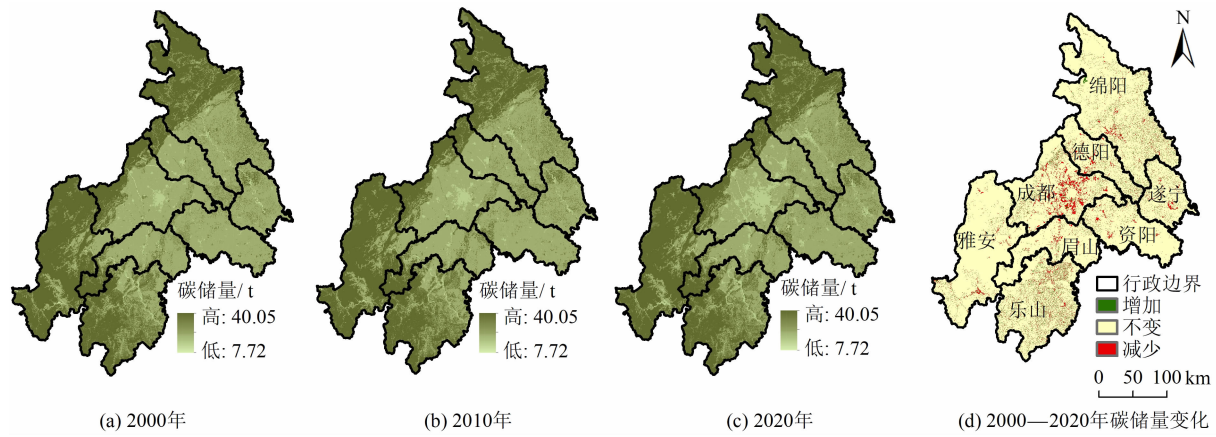 N
绵阳
德阳
成都
遂宁
雅安
眉山
资阳
乐山
碳储量/ t
高: 40.05
低: 7.72
碳储量/ t
高: 40.05
低: 7.72
碳储量/ t
高: 40.05
低: 7.72
行政边界
增加
不变
减少
0 50 100 km
(a) 2000年
(b) 2010年
(c) 2020年
(d) 2000—2020年碳储量变化